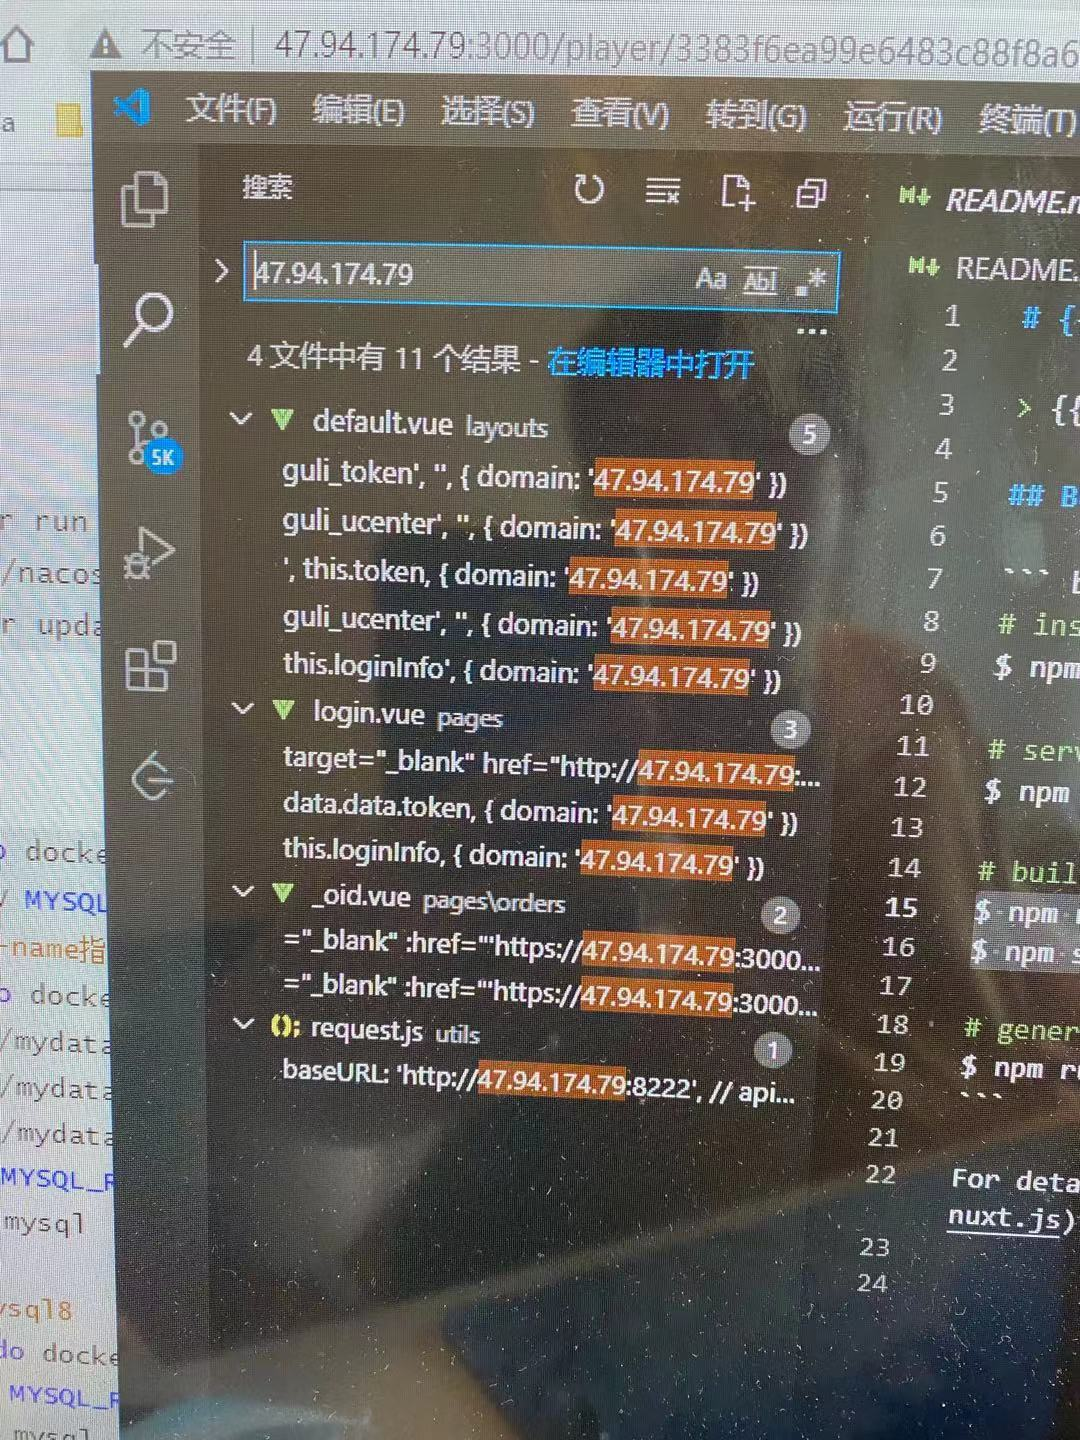 不安全 47.94.174.79:3000/player/3383f6ea99e6483c88f8a6
文件(F) 编辑(E) 选择(S) 查看(V) 转到(G) 运行(R) 终端(T)
搜索
47.94.174.79
Aa Abl .*
4 文件中有 11 个结果 - 在编辑器中打开
default.vue layouts 5
guli_token', '', { domain: '47.94.174.79' })
guli_ucenter', '', { domain: '47.94.174.79' })
', this.token, { domain: '47.94.174.79' })
guli_ucenter', '', { domain: '47.94.174.79' })
this.loginInfo', { domain: '47.94.174.79' })
login.vue pages 3
target="_blank" href="http://47.94.174.79:...
data.data.token, { domain: '47.94.174.79' })
this.loginInfo, { domain: '47.94.174.79' })
_oid.vue pages\orders 2
="_blank" :href="'https://47.94.174.79:3000...
="_blank" :href="'https://47.94.174.79:3000...
request.js utils 1
baseURL: 'http://47.94.174.79:8222', // api...
5K
README.
README.
1 # {
2
3 > {{
4
5 ## B
6
7 ```
8 # ins
9 $ npm
10
11 # serv
12 $ npm
13
14 # buil
15 $ npm
16 $ npm s
17
18 # gener
19 $ npm r
20 ```
21
22 For deta
nuxt.js)
23
24
a
r run
/nacos
r upda
docke
MYSQL
-name指
docke
/mydata
/mydata
/mydata
MYSQL_
mysql
ysql8
do docke
MYSQL_
mysql